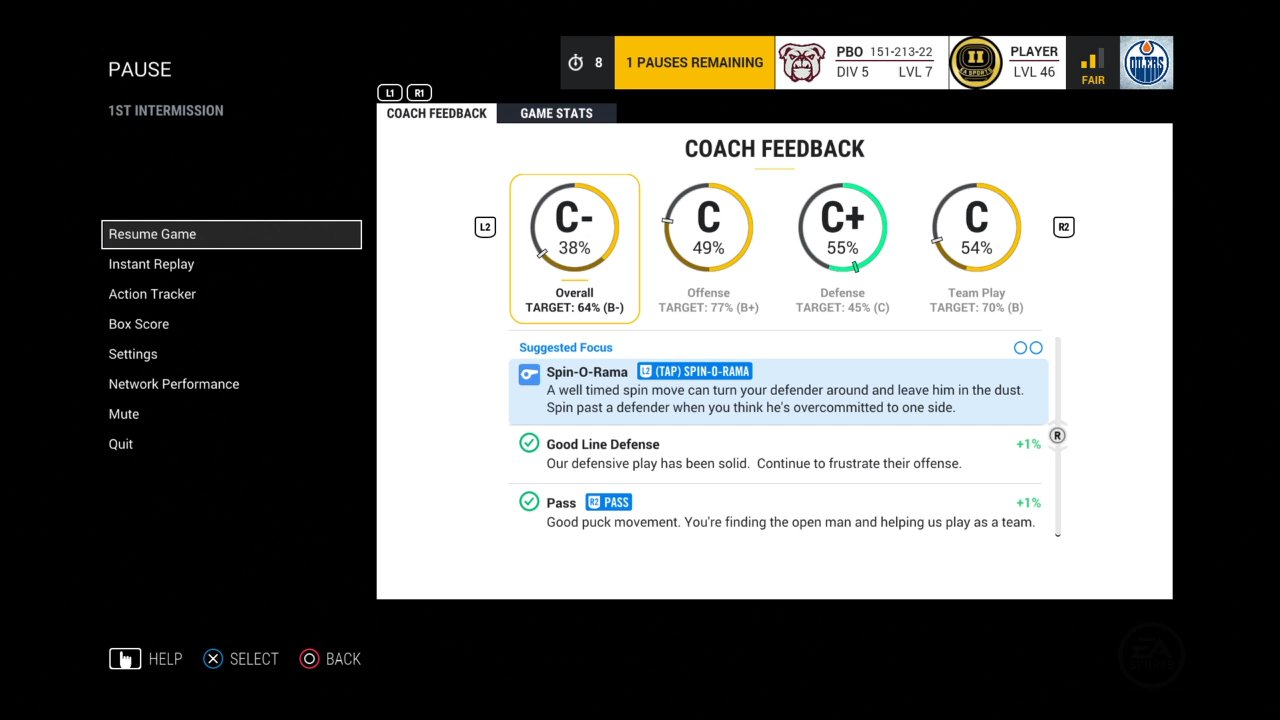 PAUSE
1ST INTERMISSION
8
1 PAUSES REMAINING
PBO 151-213-22
DIV 5 LVL 7
II
EA SPORTS
PLAYER
LVL 46
FAIR
OILERS
L1 R1
COACH FEEDBACK GAME STATS
COACH FEEDBACK
L2
C-
38%
Overall
TARGET: 64% (B-)
C
49%
Offense
TARGET: 77% (B+)
C+
55%
Defense
TARGET: 45% (C)
C
54%
Team Play
TARGET: 70% (B)
R2
Resume Game
Instant Replay
Action Tracker
Box Score
Settings
Network Performance
Mute
Quit
Suggested Focus
Spin-O-Rama L2 (TAP) SPIN-O-RAMA
A well timed spin move can turn your defender around and leave him in the dust.
Spin past a defender when you think he's overcommitted to one side.
R
Good Line Defense +1%
Our defensive play has been solid.  Continue to frustrate their offense.
Pass R2 PASS +1%
Good puck movement. You're finding the open man and helping us play as a team.
HELP SELECT BACK
EA
SPORTS